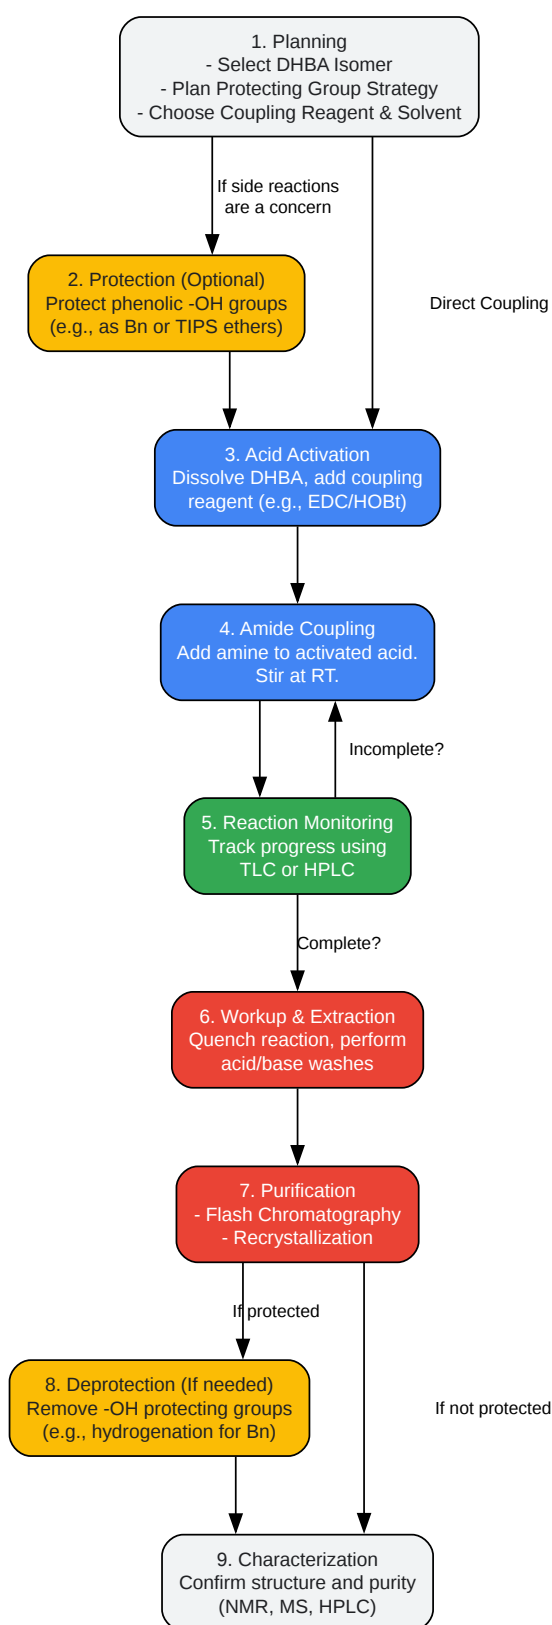 1. Planning
- Select DHBA Isomer
- Plan Protecting Group Strategy
- Choose Coupling Reagent & Solvent
If side reactions
are a concern
2. Protection (Optional)
Protect phenolic -OH groups
(e.g., as Bn or TIPS ethers)
Direct Coupling
3. Acid Activation
Dissolve DHBA, add coupling
reagent (e.g., EDC/HOBt)
4. Amide Coupling
Add amine to activated acid.
Stir at RT.
Incomplete?
5. Reaction Monitoring
Track progress using
TLC or HPLC
Complete?
6. Workup & Extraction
Quench reaction, perform
acid/base washes
7. Purification
- Flash Chromatography
- Recrystallization
If protected
8. Deprotection (If needed)
Remove -OH protecting groups
(e.g., hydrogenation for Bn)
If not protected
9. Characterization
Confirm structure and purity
(NMR, MS, HPLC)